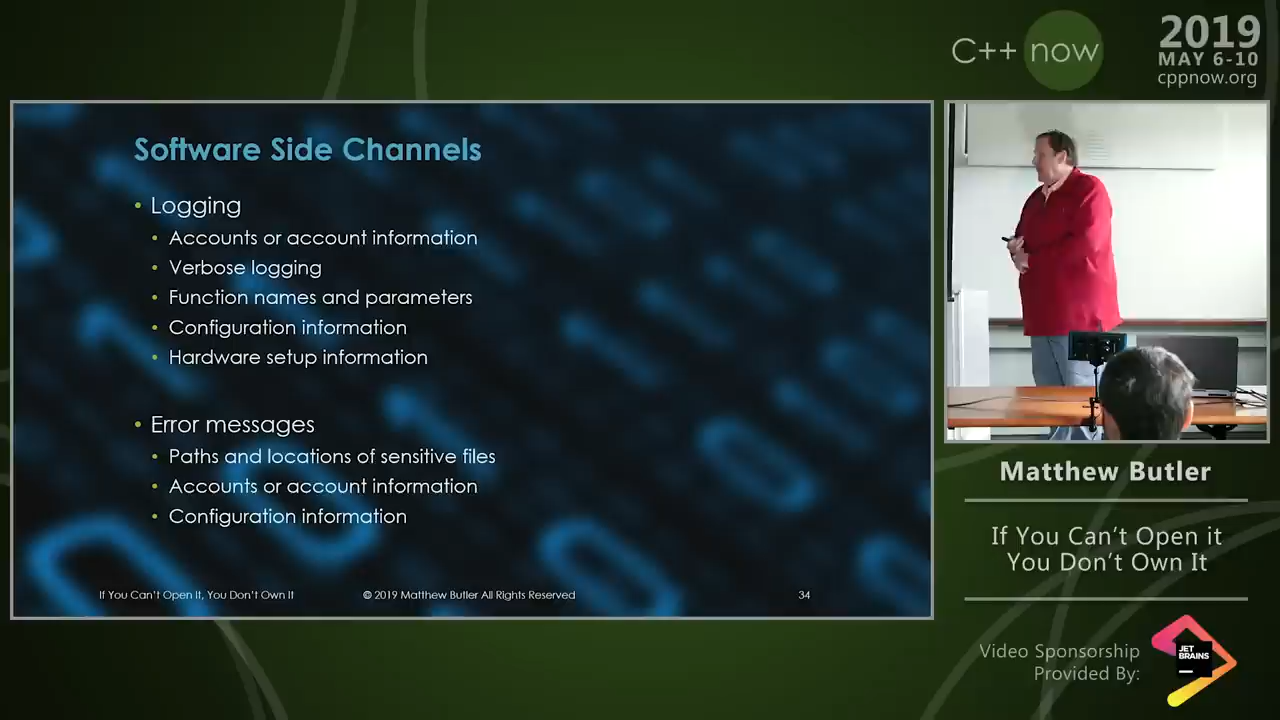 C++ now
2019
MAY 6-10
cppnow.org
Software Side Channels
• Logging
• Accounts or account information
• Verbose logging
• Function names and parameters
• Configuration information
• Hardware setup information
• Error messages
• Paths and locations of sensitive files
• Accounts or account information
• Configuration information
If You Can't Open It, You Don't Own It
© 2019 Matthew Butler All Rights Reserved
34
Matthew Butler
If You Can't Open it
You Don't Own It
Video Sponsorship
Provided By:
JET
BRAINS